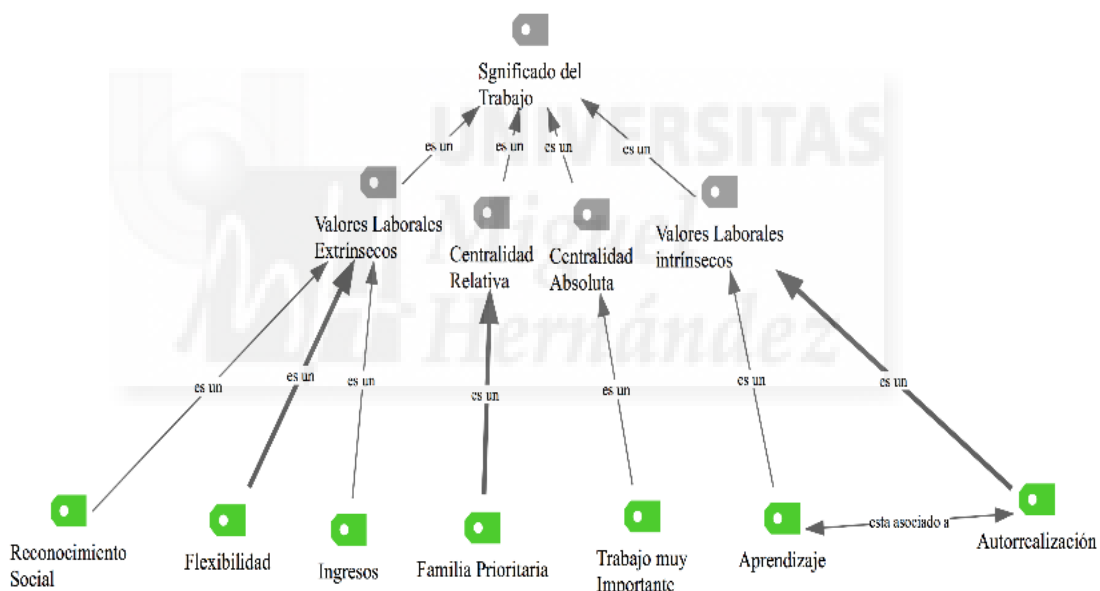 Sgnificado del
Trabajo
es un
es un
es un
es un
UNIVERSITAS
Miguel
Hernández
Valores Laborales
Extrínsecos
Centralidad
Relativa
Centralidad
Absoluta
Valores Laborales
intrínsecos
es un
es un
es un
es un
es un
es un
es un
esta asociado a
Reconocimiento
Social
Flexibilidad
Ingresos
Familia Prioritaria
Trabajo muy
Importante
Aprendizaje
Autorrealización